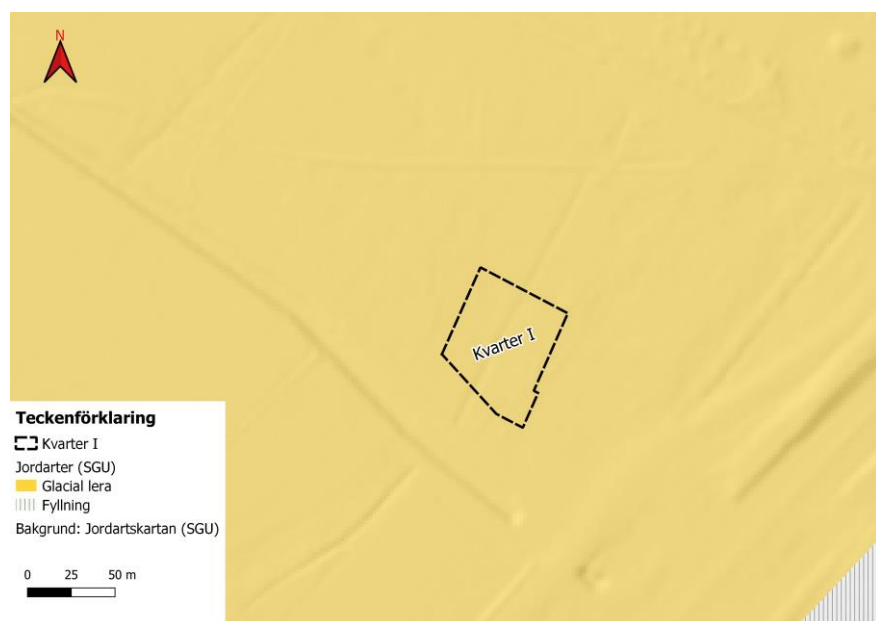 N
Kvarter I
Teckenförklaring
Kvarter I
Jordarter (SGU)
Glacial lera
Fyllning
Bakgrund: Jordartskartan (SGU)
0 25 50 m